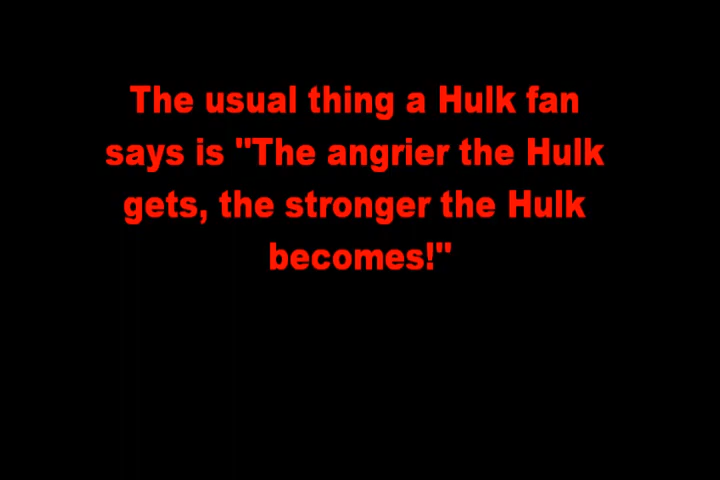 The usual thing a Hulk fan
says is "The angrier the Hulk
gets, the stronger the Hulk
becomes!"